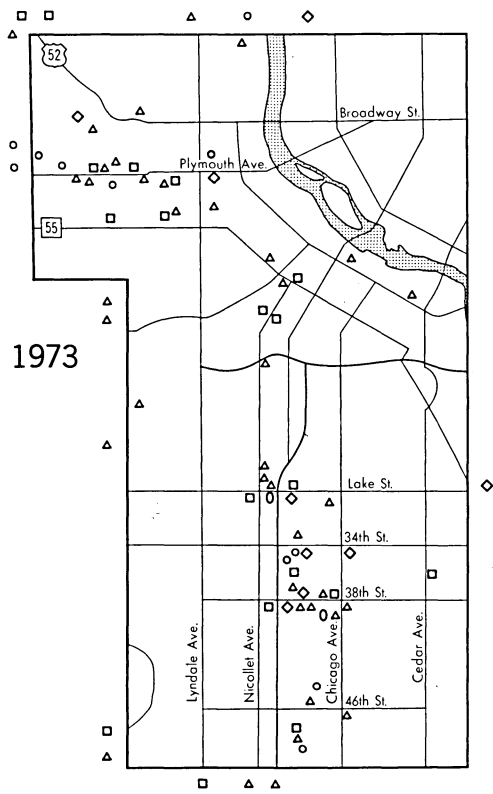 52
Broadway St.
Plymouth Ave.
55
1973
Lake St.
34th St.
38th St.
Lyndale Ave.
Nicollet Ave.
Chicago Ave.
Cedar Ave.
46th St.